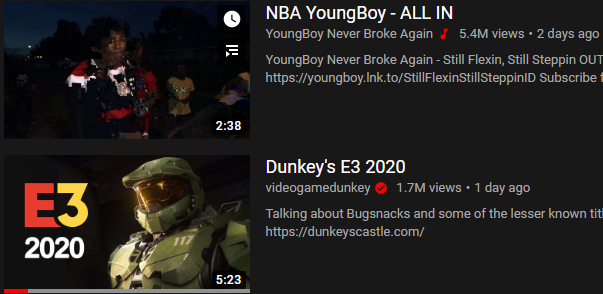 NBA YoungBoy - ALL IN
YoungBoy Never Broke Again 5.4M views • 2 days ago
YoungBoy Never Broke Again - Still Flexin, Still Steppin OUT
https://youngboy.lnk.to/StillFlexinStillSteppinID Subscribe f
2:38
Dunkey's E3 2020
videogamedunkey 1.7M views • 1 day ago
Talking about Bugsnacks and some of the lesser known titl
https://dunkeyscastle.com/
E3
2020
117
5:23